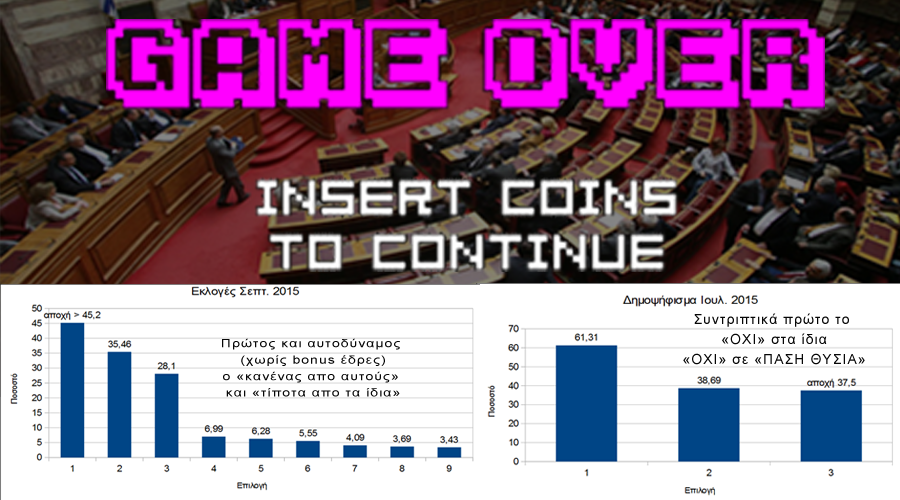 GAME OVER
INSERT COINS
TO CONTINUE
Εκλογές Σεπτ. 2015
Ποσοστό
50
45
40
35
30
25
20
15
10
5
0
αποχή > 45,2
35,46
28,1
6,99
6,28
5,55
4,09
3,69
3,43
Πρώτος και αυτοδύναμος
(χωρίς bonus έδρες)
ο «κανένας απο αυτούς»
και «τίποτα απο τα ίδια»
1 2 3 4 5 6 7 8 9
Επιλογή
Δημοψήφισμα Ιουλ. 2015
Συντριπτικά πρώτο το
«ΟΧΙ» στα ίδια
«ΟΧΙ» σε «ΠΑΣΗ ΘΥΣΙΑ»
Ποσοστό
70
60
50
40
30
20
10
0
61,31
38,69
αποχή 37,5
1 2 3
Επιλογή